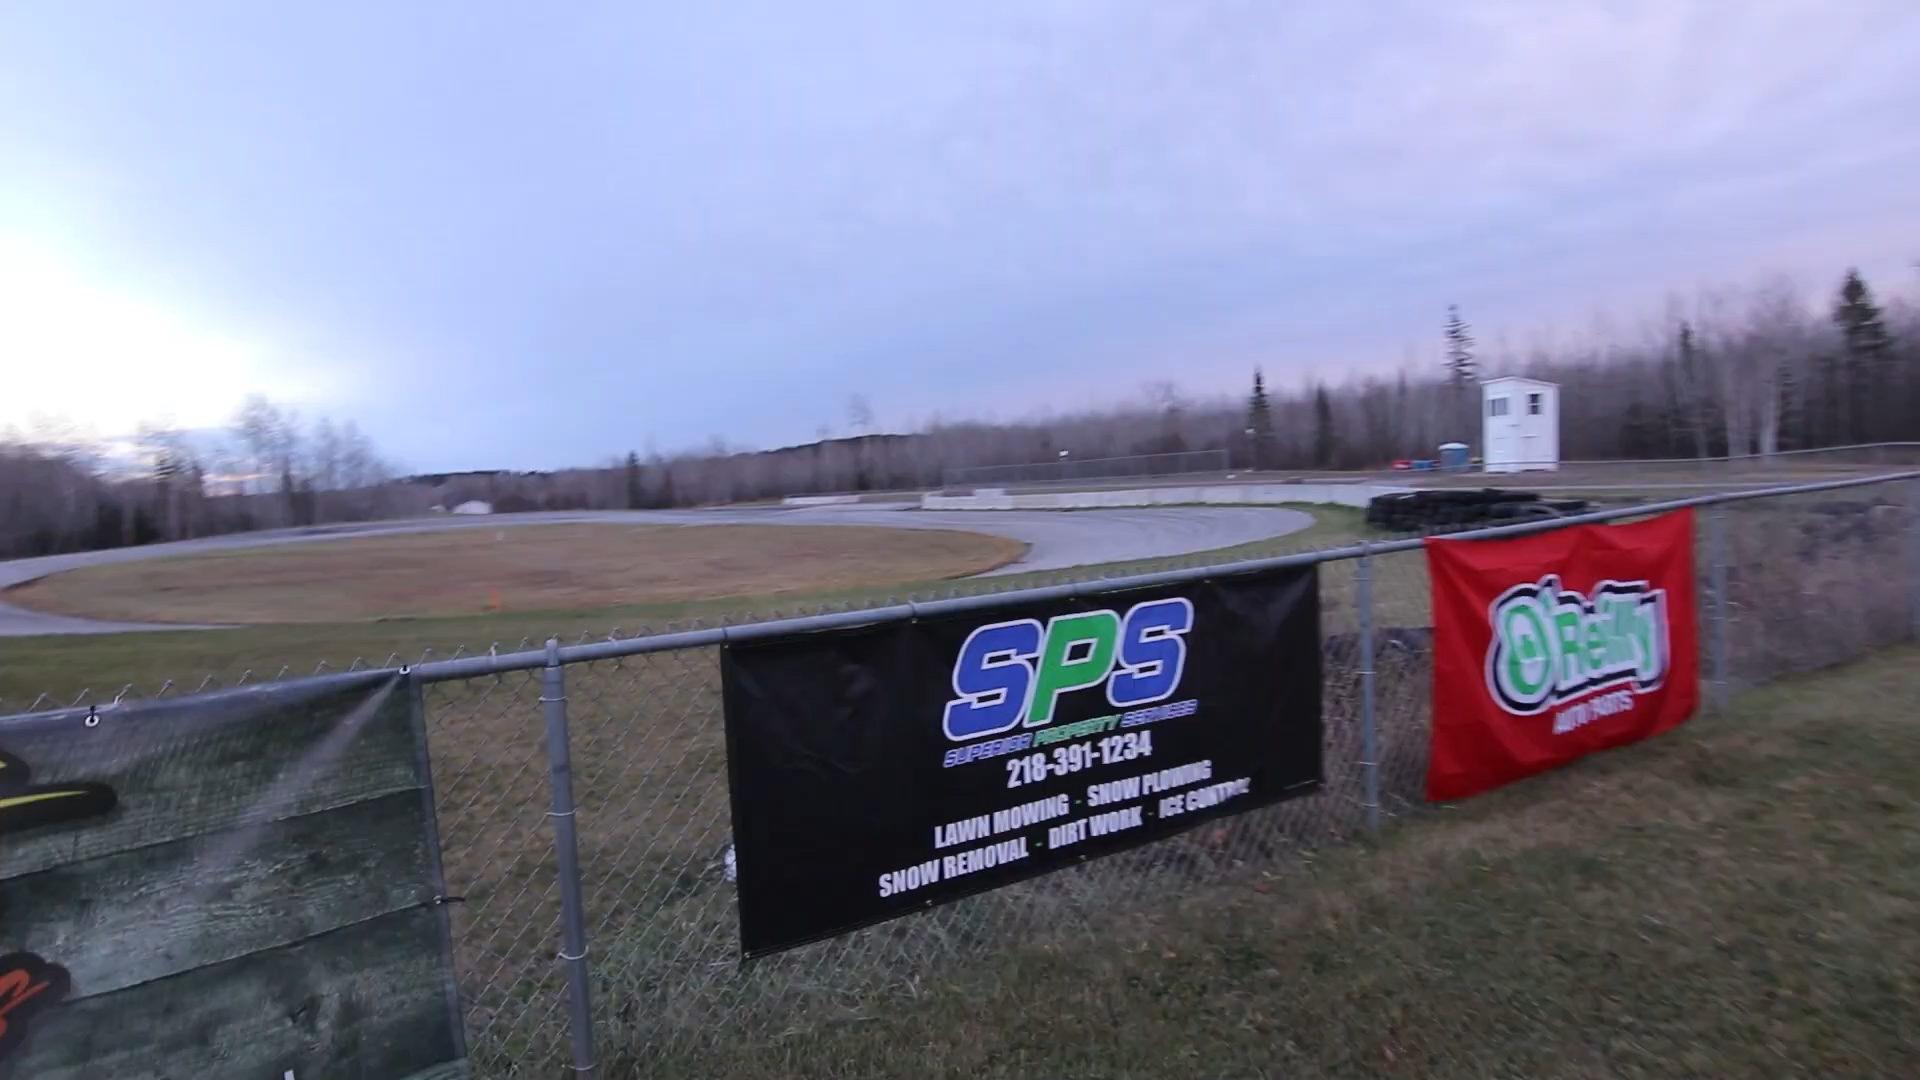 SPS
SUPERIOR PROPERTY SERVICES
218-391-1234
LAWN MOWING - SNOW PLOWING
SNOW REMOVAL - DIRT WORK - ICE CONTROL
O'Reilly
AUTO PARTS